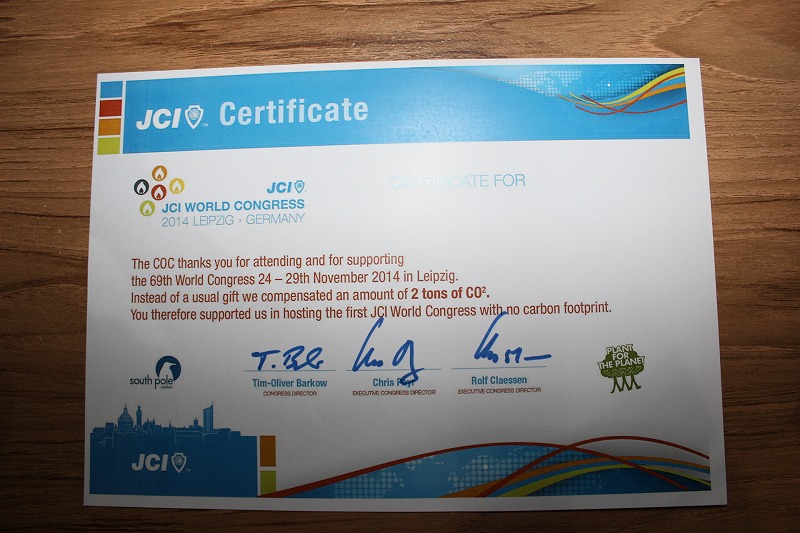 JCI Certificate
JCI
JCI WORLD CONGRESS
2014 LEIPZIG › GERMANY
CERTIFICATE FOR
The COC thanks you for attending and for supporting
the 69th World Congress 24 – 29th November 2014 in Leipzig.
Instead of a usual gift we compensated an amount of 2 tons of CO².
You therefore supported us in hosting the first JCI World Congress with no carbon footprint.
south pole
carbon
T.
Tim-Oliver Barkow
CONGRESS DIRECTOR
Chris
EXECUTIVE CONGRESS DIRECTOR
Rolf Claessen
EXECUTIVE CONGRESS DIRECTOR
PLANT
FOR
THE PLANET
JCI